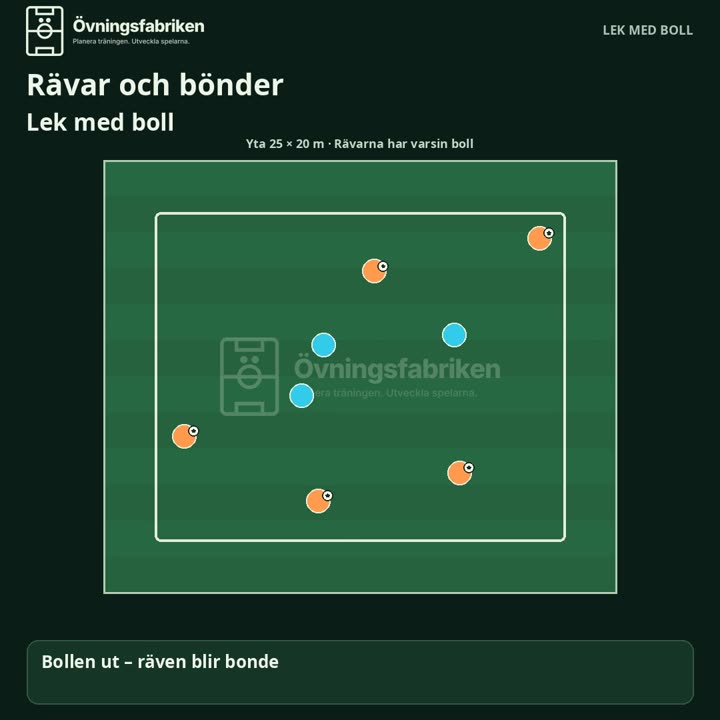 Övningsfabriken
Planera träningen. Utveckla spelarna.
LEK MED BOLL
Rävar och bönder
Lek med boll
Yta 25 × 20 m · Rävarna har varsin boll
Övningsfabriken
era träningen. Utveckla spelarna.
Bollen ut – räven blir bonde